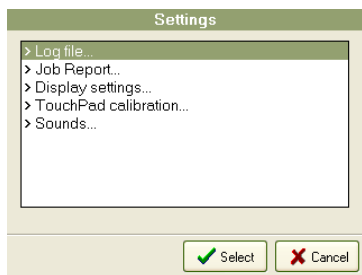 Settings
> Log file...
> Job Report...
> Display settings...
> TouchPad calibration...
> Sounds...
Select
Cancel